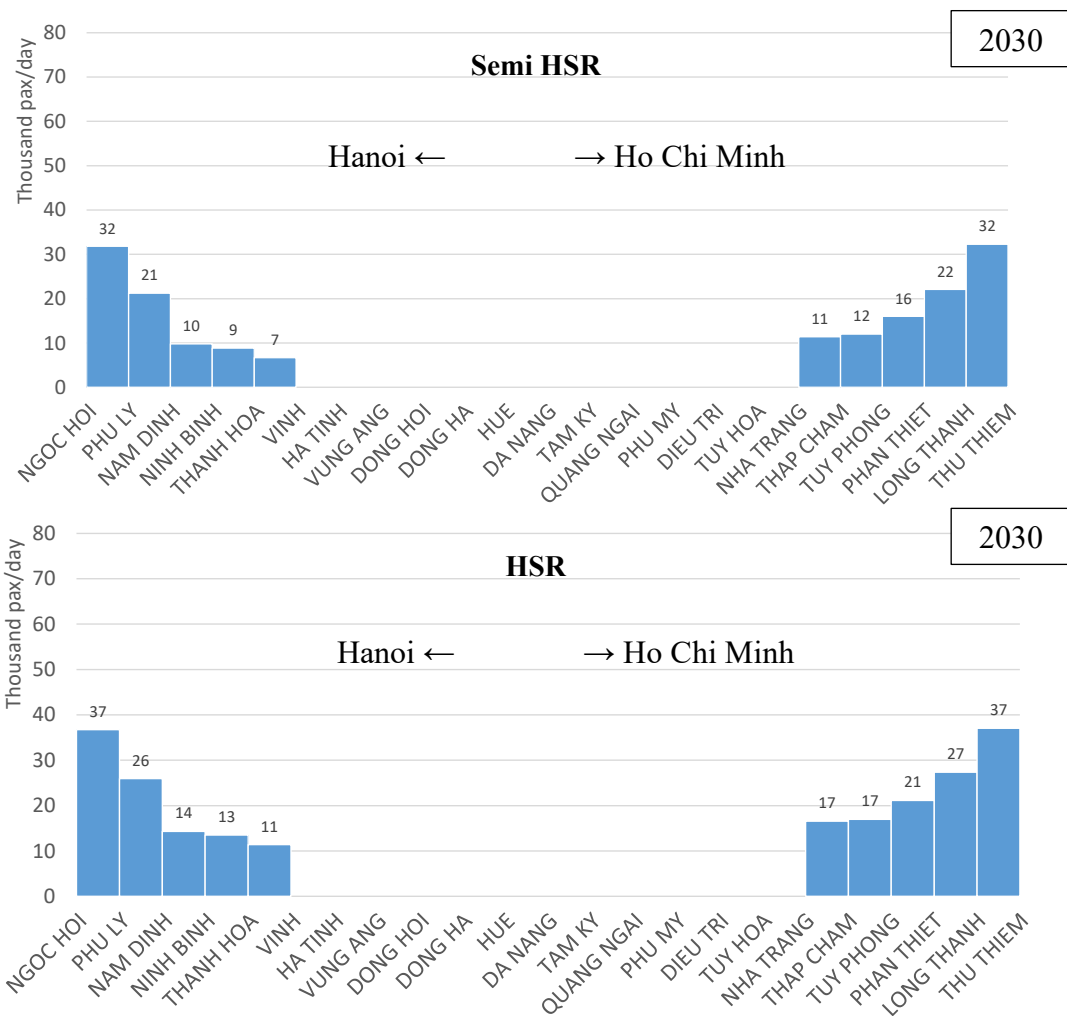 2030
Semi HSR
Hanoi ← → Ho Chi Minh
Thousand pax/day
80
70
60
50
40
30
20
10
0
32
21
10
9
7
11
12
16
22
32
NGOC HOI
PHU LY
NAM DINH
NINH BINH
THANH HOA
VINH
HA TINH
VUNG ANG
DONG HOI
DONG HA
HUE
DA NANG
TAM KY
QUANG NGAI
PHU MY
DIEU TRI
TUY HOA
NHA TRANG
THAP CHAM
TUY PHONG
PHAN THIET
LONG THANH
THU THIEM
2030
HSR
Hanoi ← → Ho Chi Minh
Thousand pax/day
80
70
60
50
40
30
20
10
0
37
26
14
13
11
17
17
21
27
37
NGOC HOI
PHU LY
NAM DINH
NINH BINH
THANH HOA
VINH
HA TINH
VUNG ANG
DONG HOI
DONG HA
HUE
DA NANG
TAM KY
QUANG NGAI
PHU MY
DIEU TRI
TUY HOA
NHA TRANG
THAP CHAM
TUY PHONG
PHAN THIET
LONG THANH
THU THIEM